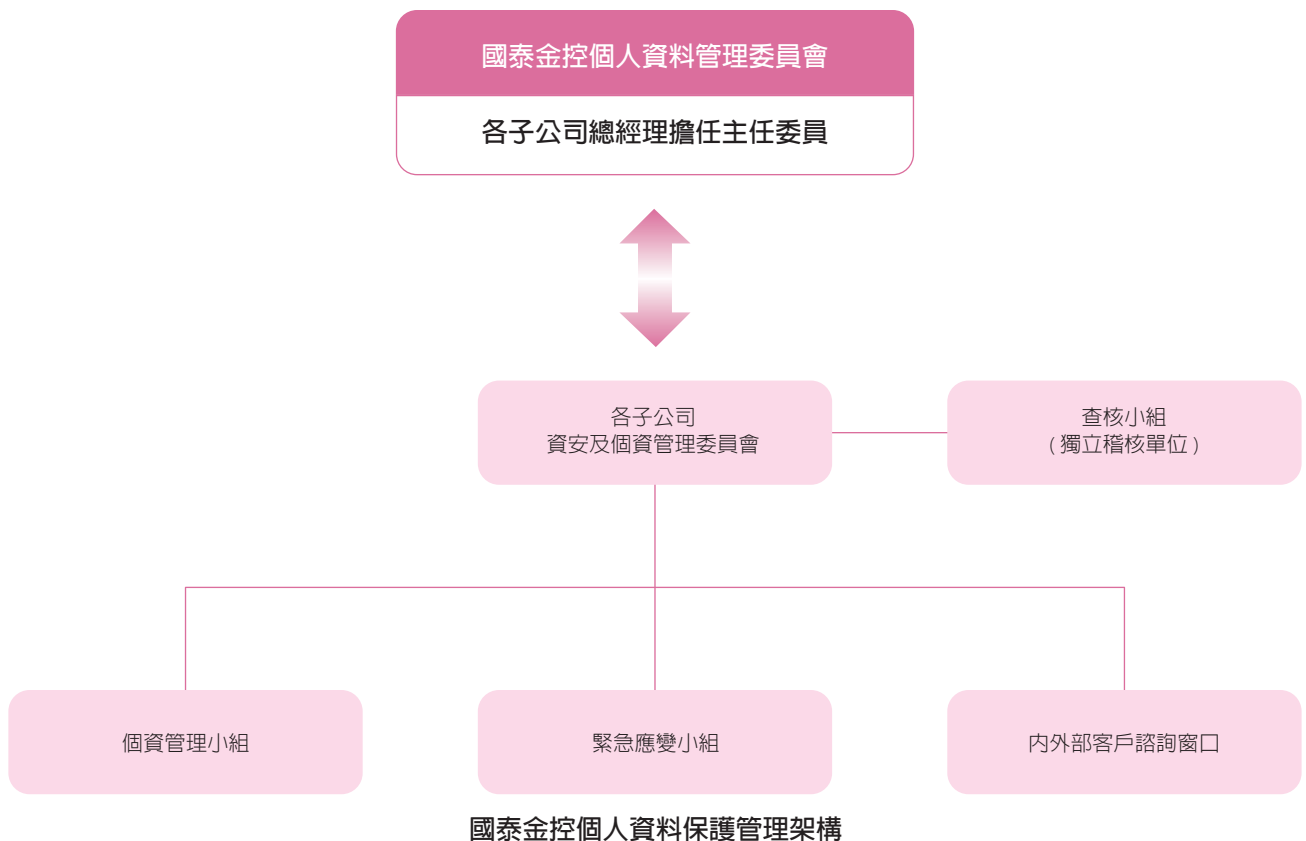 國泰金控個人資料管理委員會
各子公司總經理擔任主任委員
各子公司
資安及個資管理委員會
查核小組
(獨立稽核單位)
個資管理小組
緊急應變小組
內外部客戶諮詢窗口
國泰金控個人資料保護管理架構